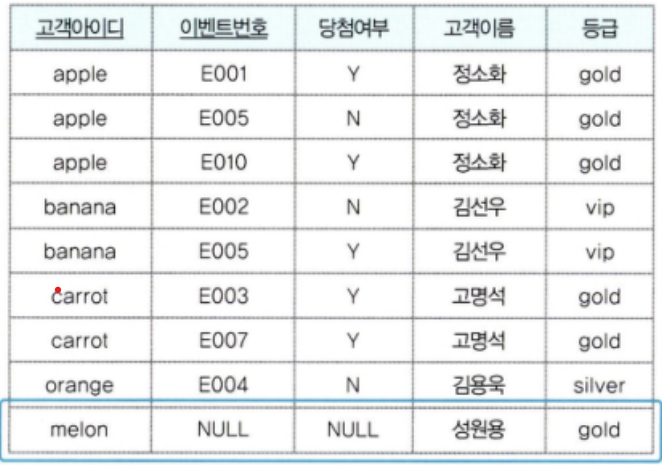 고객아이디 이벤트번호 당첨여부 고객이름 등급
apple E001 Y 정소화 gold
apple E005 N 정소화 gold
apple E010 Y 정소화 gold
banana E002 N 김선우 vip
banana E005 Y 김선우 vip
carrot E003 Y 고명석 gold
carrot E007 Y 고명석 gold
orange E004 N 김용욱 silver
melon NULL NULL 성원용 gold